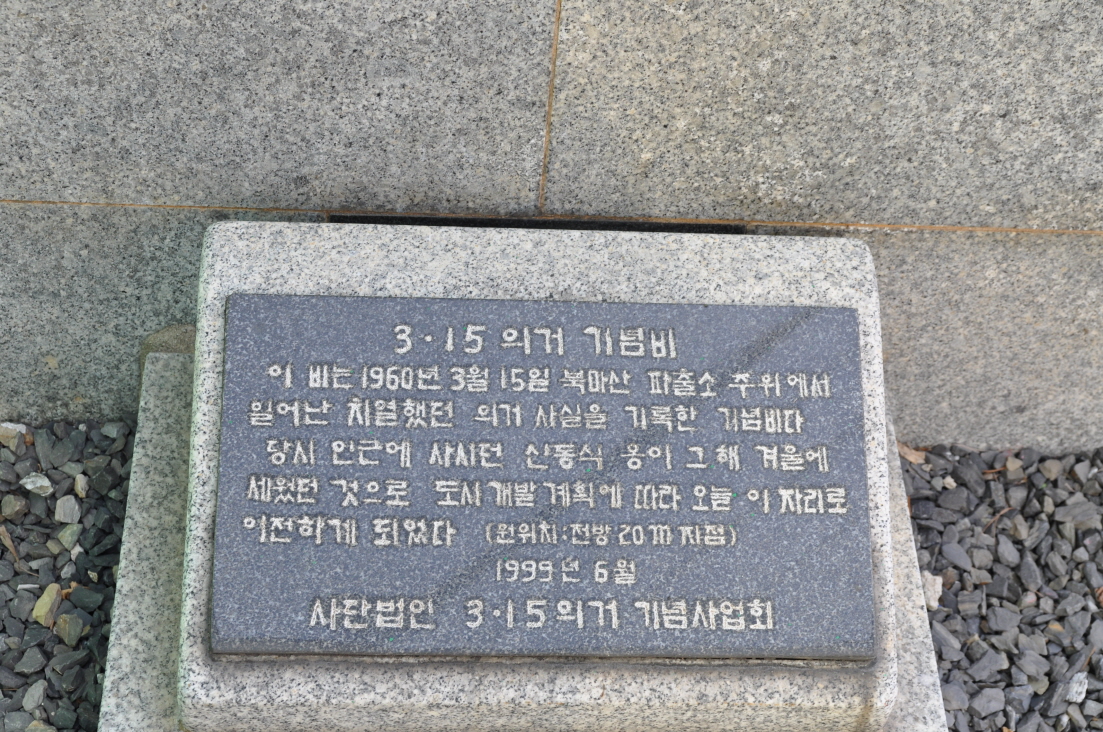 3·15 의거 기념비
이 비는 1960년 3월 15일 북마산 파출소 주위에서
일어난 치열했던 의거 사실을 기록한 기념비다
당시 인근에 사시던 신동식 옹이 그 해 겨울에
세웠던 것으로 도시개발계획에 따라 오늘 이 자리로
이전하게 되었다 (원위치:전방 20m 지점)
1999년 6월
사단법인 3·15의거 기념사업회